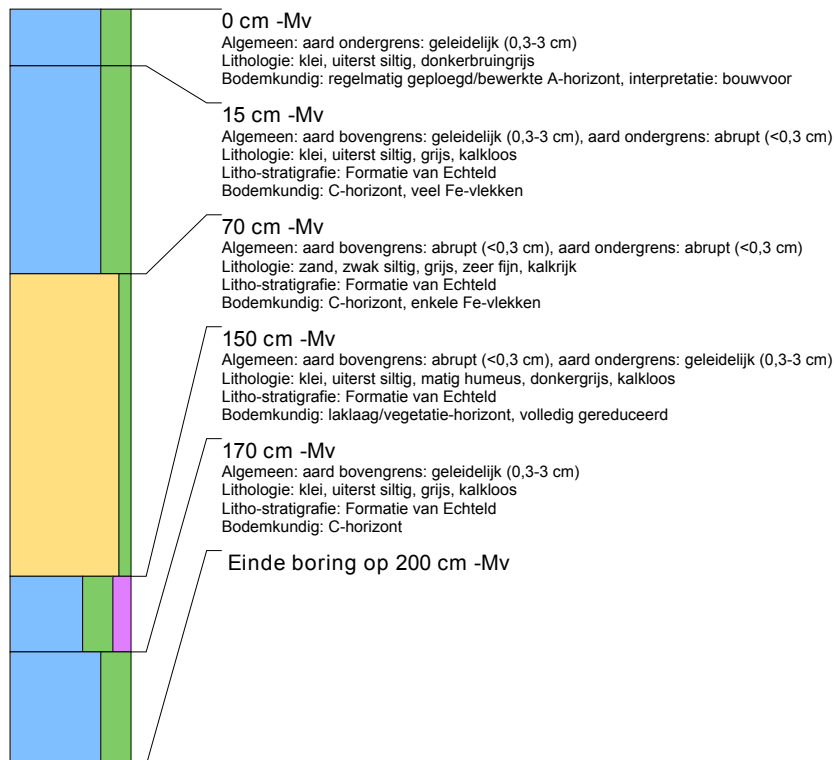 0 cm -Mv
Algemeen: aard ondergrens: geleidelijk (0,3-3 cm)
Lithologie: klei, uiterst siltig, donkerbruingrijs
Bodemkundig: regelmatig geploegd/bewerkte A-horizont, interpretatie: bouwvoor
15 cm -Mv
Algemeen: aard bovengrens: geleidelijk (0,3-3 cm), aard ondergrens: abrupt (<0,3 cm)
Lithologie: klei, uiterst siltig, grijs, kalkloos
Litho-stratigrafie: Formatie van Echteld
Bodemkundig: C-horizont, veel Fe-vlekken
70 cm -Mv
Algemeen: aard bovengrens: abrupt (<0,3 cm), aard ondergrens: abrupt (<0,3 cm)
Lithologie: zand, zwak siltig, grijs, zeer fijn, kalkrijk
Litho-stratigrafie: Formatie van Echteld
Bodemkundig: C-horizont, enkele Fe-vlekken
150 cm -Mv
Algemeen: aard bovengrens: abrupt (<0,3 cm), aard ondergrens: geleidelijk (0,3-3 cm)
Lithologie: klei, uiterst siltig, matig humeus, donkergrijs, kalkloos
Litho-stratigrafie: Formatie van Echteld
Bodemkundig: laklaag/vegetatie-horizont, volledig gereduceerd
170 cm -Mv
Algemeen: aard bovengrens: geleidelijk (0,3-3 cm)
Lithologie: klei, uiterst siltig, grijs, kalkloos
Litho-stratigrafie: Formatie van Echteld
Bodemkundig: C-horizont
Einde boring op 200 cm -Mv